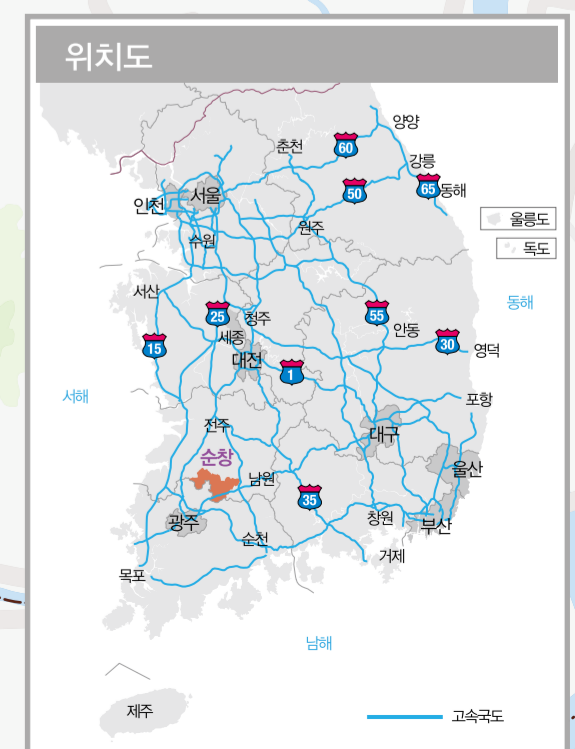 위치도
양양
춘천
60
강릉
50
65
동해
인천
서울
울릉도
원주
수원
독도
서산
동해
25
청주
55
세종
안동
30
15
영덕
대전
1
서해
포항
전주
대구
순창
울산
남원
35
광주
창원
부산
순천
거제
목포
남해
제주
고속국도